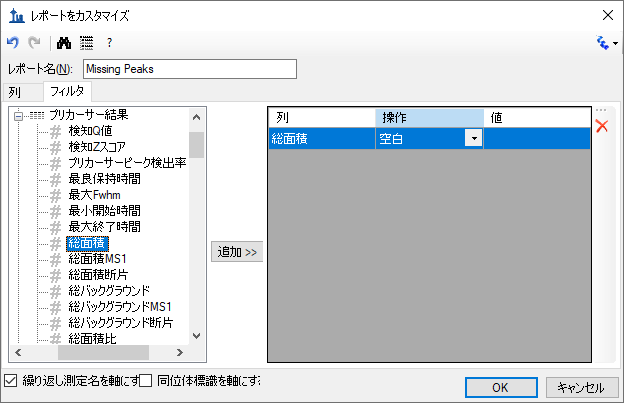 レポートをカスタマイズ
?
レポート名(N): Missing Peaks
列 フィルタ
プリカーサー結果
検知Q値
検知Zスコア
プリカーサーピーク検出率
最良保持時間
最大Fwhm
最小開始時間
最大終了時間
総面積
総面積MS1
総面積断片
総バックグラウンド
総バックグラウンドMS1
総バックグラウンド断片
総面積比
追加 >>
列 操作 値
総面積 空白
繰り返し測定名を軸にす 同位体標識を軸にす
OK キャンセル